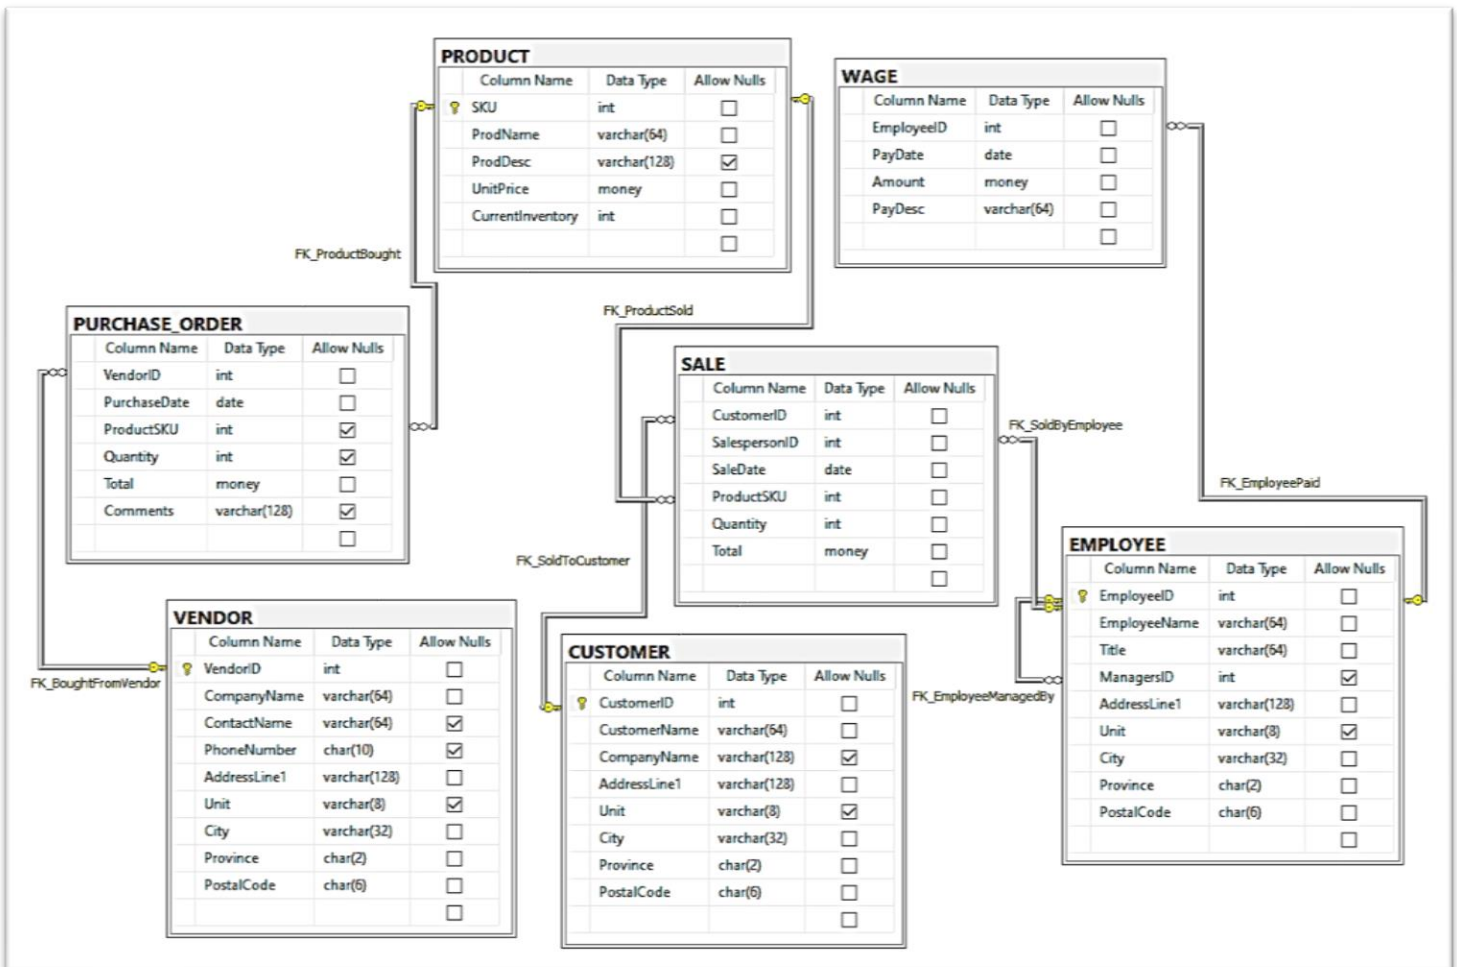 PRODUCT
Column Name Data Type Allow Nulls
SKU int
ProdName varchar(64)
ProdDesc varchar(128)
UnitPrice money
CurrentInventory int
WAGE
Column Name Data Type Allow Nulls
EmployeeID int
PayDate date
Amount money
PayDesc varchar(64)
FK_ProductBought
FK_ProductSold
PURCHASE_ORDER
Column Name Data Type Allow Nulls
VendorID int
PurchaseDate date
ProductSKU int
Quantity int
Total money
Comments varchar(128)
SALE
Column Name Data Type Allow Nulls
CustomerID int
SalespersonID int
SaleDate date
ProductSKU int
Quantity int
Total money
FK_SoldByEmployee
FK_EmployeePaid
FK_SoldToCustomer
EMPLOYEE
Column Name Data Type Allow Nulls
EmployeeID int
EmployeeName varchar(64)
Title varchar(64)
ManagersID int
AddressLine1 varchar(128)
Unit varchar(8)
City varchar(32)
Province char(2)
PostalCode char(6)
FK_EmployeeManagedBy
FK_BoughtFromVendor
VENDOR
Column Name Data Type Allow Nulls
VendorID int
CompanyName varchar(64)
ContactName varchar(64)
PhoneNumber char(10)
AddressLine1 varchar(128)
Unit varchar(8)
City varchar(32)
Province char(2)
PostalCode char(6)
CUSTOMER
Column Name Data Type Allow Nulls
CustomerID int
CustomerName varchar(64)
CompanyName varchar(128)
AddressLine1 varchar(128)
Unit varchar(8)
City varchar(32)
Province char(2)
PostalCode char(6)